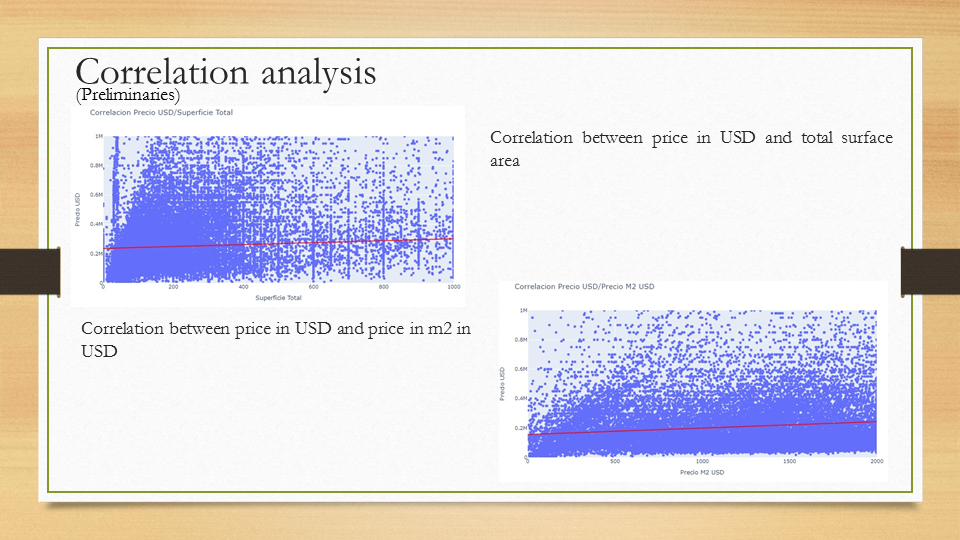 Correlation analysis
(Preliminaries)
Correlacion Precio USD/Superficie Total
1M
0.8M
0.6M
0.4M
0.2M
0
Precio USD
0 200 400 600 800 1000
Superficie Total
Correlation between price in USD and total surface
area
Correlation between price in USD and price in m2 in
USD
Correlacion Precio USD/Precio M2 USD
1M
0.8M
0.6M
0.4M
0.2M
0
Precio USD
0 500 1000 1500 2000
Precio M2 USD